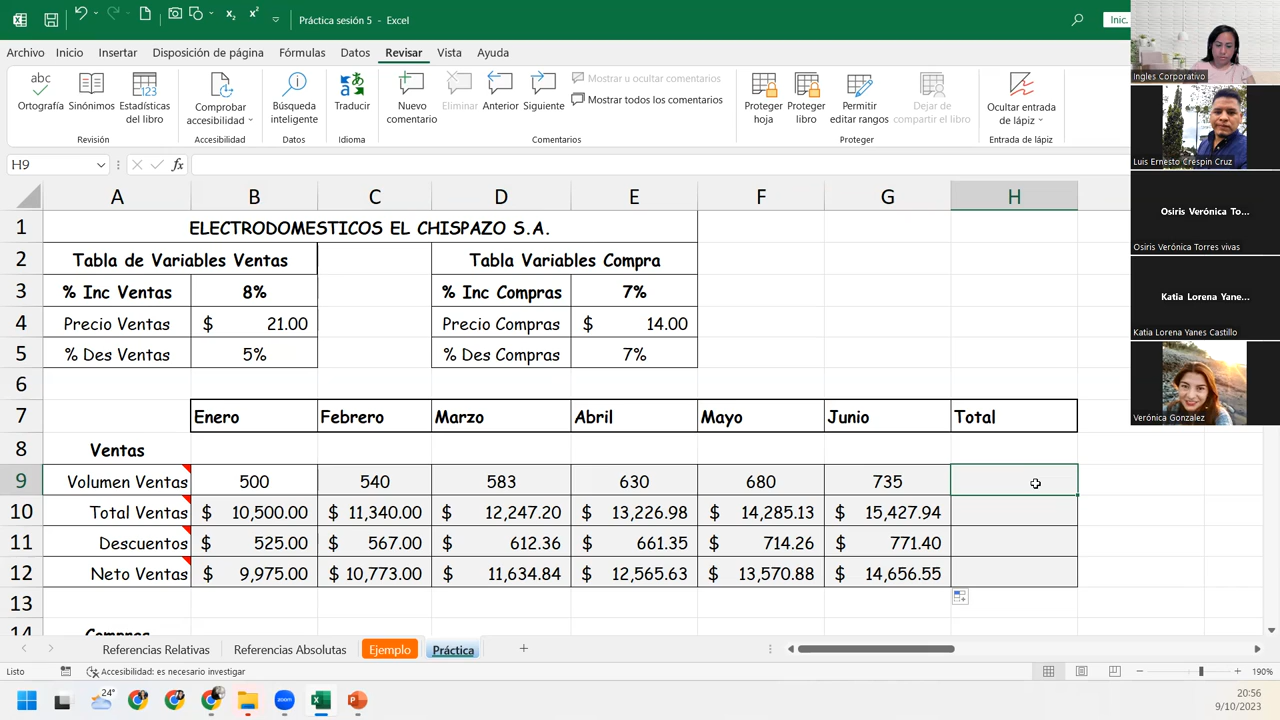 Práctica sesión 5 - Excel
Inic.
Archivo Inicio Insertar Disposición de página Fórmulas Datos Revisar Vista Ayuda
abc
Ortografía Sinónimos Estadísticas del libro
Revisión
Comprobar accesibilidad
Accesibilidad
Búsqueda inteligente
Datos
Traducir
Idioma
Nuevo comentario Eliminar Anterior Siguiente
Mostrar u ocultar comentarios
Mostrar todos los comentarios
Comentarios
Proteger hoja Proteger libro Permitir editar rangos Dejar de compartir el libro
Proteger
Ocultar entrada de lápiz
Entrada de lápiz
H9 fx
A B C D E F G H
1 ELECTRODOMESTICOS EL CHISPAZO S.A.
2 Tabla de Variables Ventas Tabla Variables Compra
3 % Inc Ventas 8% % Inc Compras 7%
4 Precio Ventas $ 21.00 Precio Compras $ 14.00
5 % Des Ventas 5% % Des Compras 7%
6
7 Enero Febrero Marzo Abril Mayo Junio Total
8 Ventas
9 Volumen Ventas 500 540 583 630 680 735
10 Total Ventas $ 10,500.00 $ 11,340.00 $ 12,247.20 $ 13,226.98 $ 14,285.13 $ 15,427.94
11 Descuentos $ 525.00 $ 567.00 $ 612.36 $ 661.35 $ 714.26 $ 771.40
12 Neto Ventas $ 9,975.00 $ 10,773.00 $ 11,634.84 $ 12,565.63 $ 13,570.88 $ 14,656.55
13
14 Compras
Referencias Relativas Referencias Absolutas Ejemplo Práctica
Listo Accesibilidad: es necesario investigar 190%
24°
zoom
20:56
9/10/2023
Ingles Corporativo
Luis Ernesto Crespin Cruz
Osiris Verónica To...
Osiris Verónica Torres vivas
Katia Lorena Yane...
Katia Lorena Yanes Castillo
Verónica Gonzalez